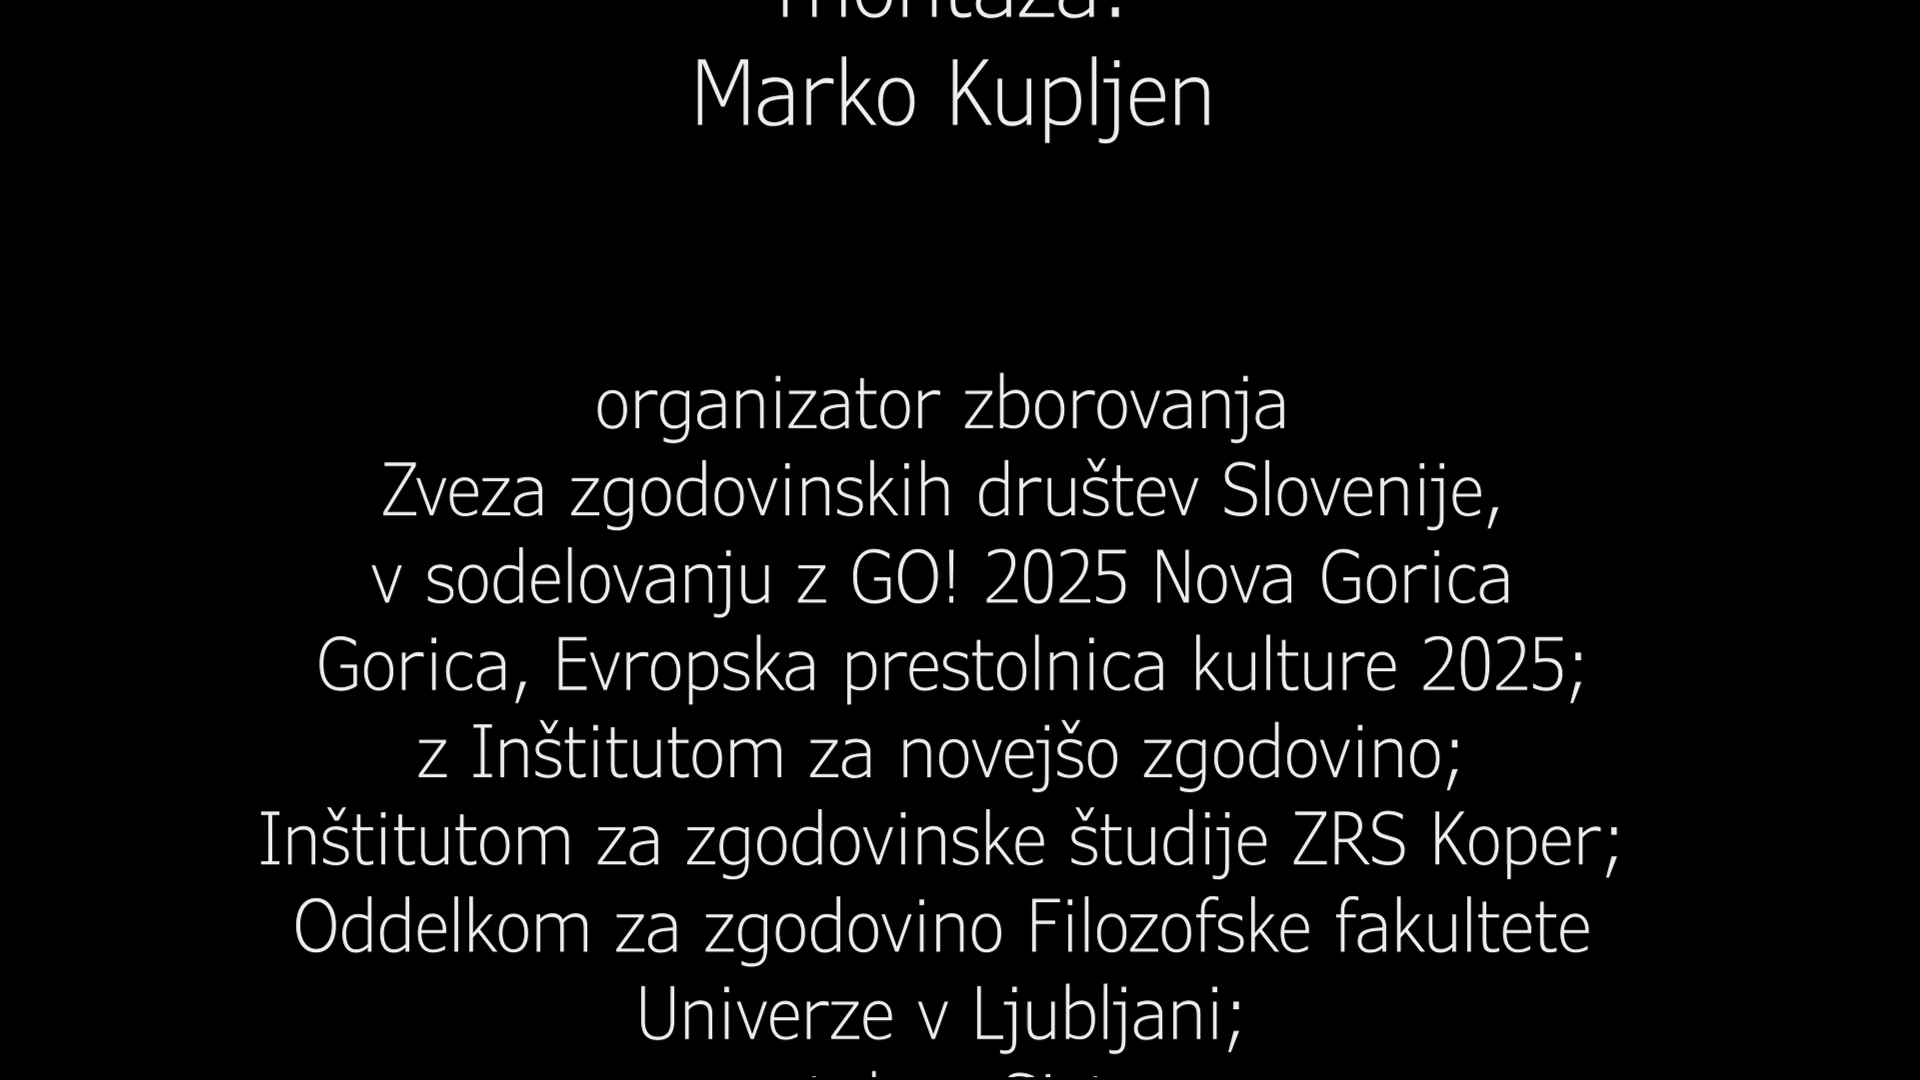 montaža:
Marko Kupljen
organizator zborovanja
Zveza zgodovinskih društev Slovenije,
v sodelovanju z GO! 2025 Nova Gorica
Gorica, Evropska prestolnica kulture 2025;
z Inštitutom za novejšo zgodovino;
Inštitutom za zgodovinske študije ZRS Koper;
Oddelkom za zgodovino Filozofske fakultete
Univerze v Ljubljani;